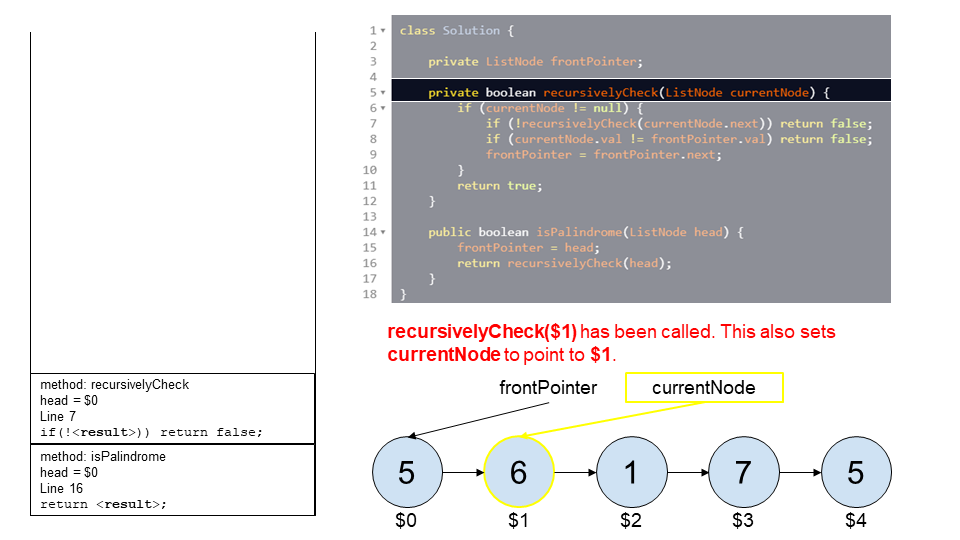 1 class Solution {
2
3 private ListNode frontPointer;
4
5 private boolean recursivelyCheck(ListNode currentNode) {
6 if (currentNode != null) {
7 if (!recursivelyCheck(currentNode.next)) return false;
8 if (currentNode.val != frontPointer.val) return false;
9 frontPointer = frontPointer.next;
10 }
11 return true;
12 }
13
14 public boolean isPalindrome(ListNode head) {
15 frontPointer = head;
16 return recursivelyCheck(head);
17 }
18 }
recursivelyCheck($1) has been called. This also sets
currentNode to point to $1.
method: recursivelyCheck
head = $0
Line 7
if(!<result>)) return false;
method: isPalindrome
head = $0
Line 16
return <result>;
frontPointer currentNode
5 6 1 7 5
$0 $1 $2 $3 $4